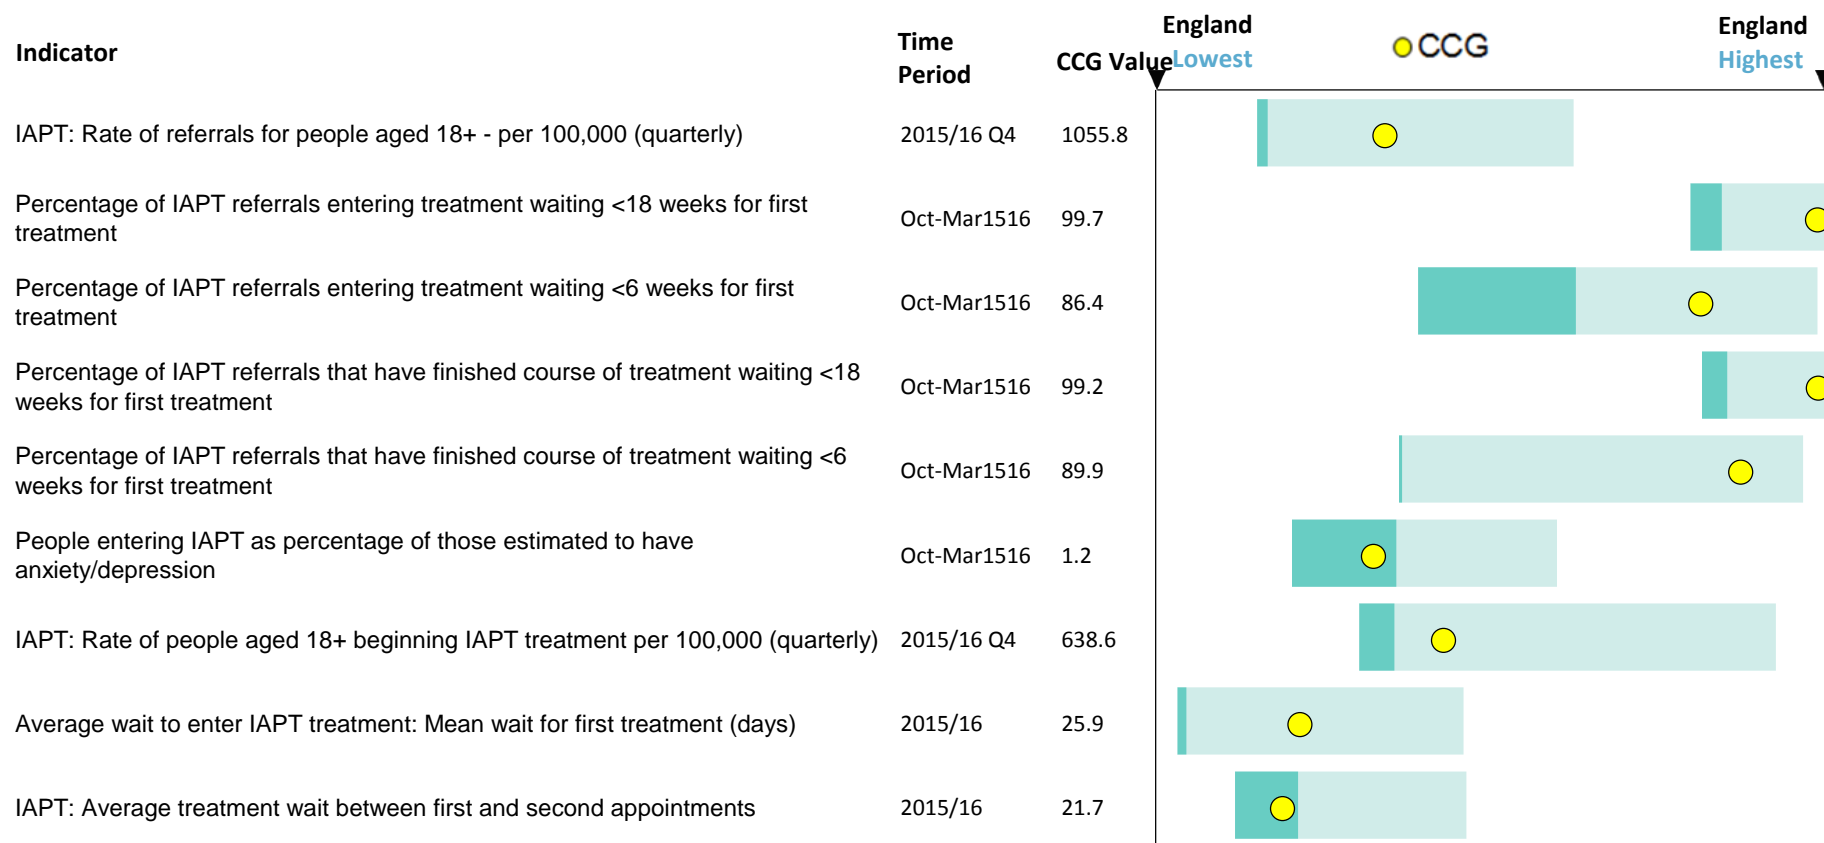 Indicator
Time
Period
CCG Value
England
Lowest
CCG
England
Highest
IAPT: Rate of referrals for people aged 18+ - per 100,000 (quarterly) 2015/16 Q4 1055.8
Percentage of IAPT referrals entering treatment waiting <18 weeks for first
treatment
Oct-Mar1516 99.7
Percentage of IAPT referrals entering treatment waiting <6 weeks for first
treatment
Oct-Mar1516 86.4
Percentage of IAPT referrals that have finished course of treatment waiting <18
weeks for first treatment
Oct-Mar1516 99.2
Percentage of IAPT referrals that have finished course of treatment waiting <6
weeks for first treatment
Oct-Mar1516 89.9
People entering IAPT as percentage of those estimated to have
anxiety/depression
Oct-Mar1516 1.2
IAPT: Rate of people aged 18+ beginning IAPT treatment per 100,000 (quarterly) 2015/16 Q4 638.6
Average wait to enter IAPT treatment: Mean wait for first treatment (days) 2015/16 25.9
IAPT: Average treatment wait between first and second appointments 2015/16 21.7